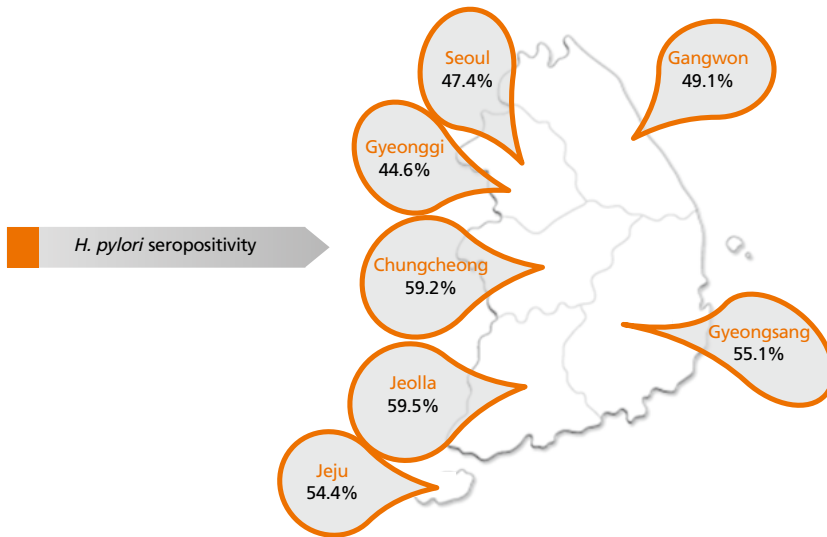 Seoul
47.4%
Gangwon
49.1%
Gyeonggi
44.6%
H. pylori seropositivity
Chungcheong
59.2%
Gyeongsang
55.1%
Jeolla
59.5%
Jeju
54.4%